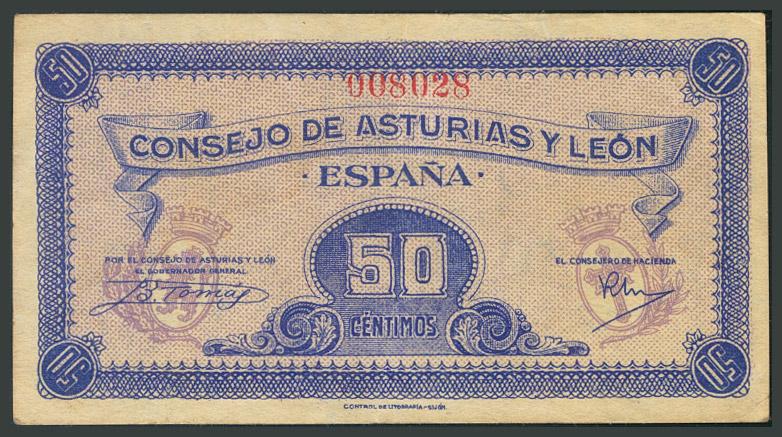 50 50
008028
CONSEJO DE ASTURIAS Y LEÓN
· ESPAÑA ·
POR EL CONSEJO DE ASTURIAS Y LEÓN
EL GOBERNADOR GENERAL
B. Tomás
EL CONSEJERO DE HACIENDA
50
CÉNTIMOS
50 50
CONTROL DE LITOGRAFÍA-GIJÓN